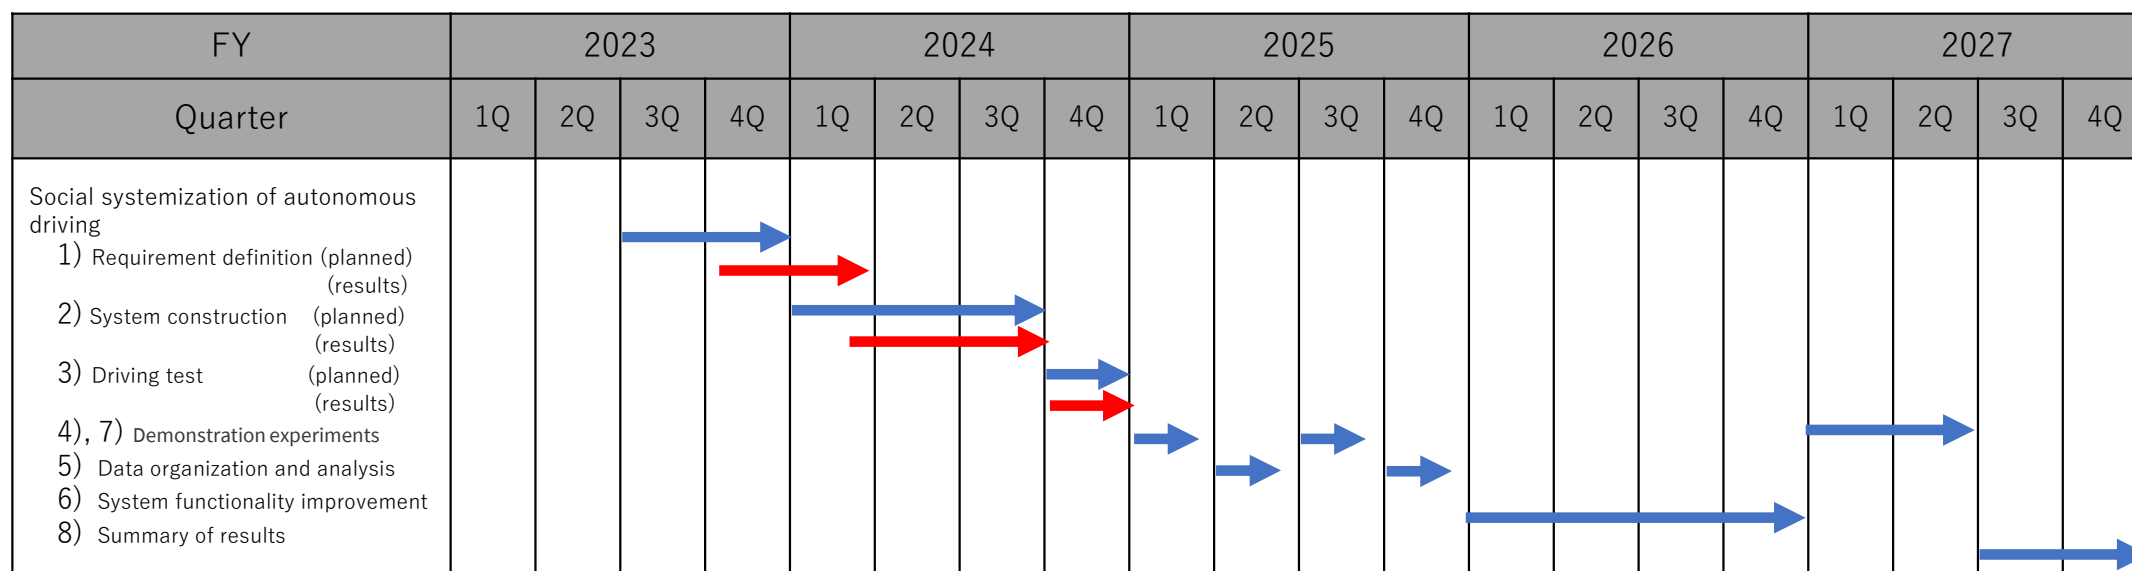 FY 2023 2024 2025 2026 2027
Quarter 1Q 2Q 3Q 4Q 1Q 2Q 3Q 4Q 1Q 2Q 3Q 4Q 1Q 2Q 3Q 4Q 1Q 2Q 3Q 4Q
Social systemization of autonomous
driving
1) Requirement definition (planned)
(results)
2) System construction (planned)
(results)
3) Driving test (planned)
(results)
4), 7) Demonstration experiments
5) Data organization and analysis
6) System functionality improvement
8) Summary of results